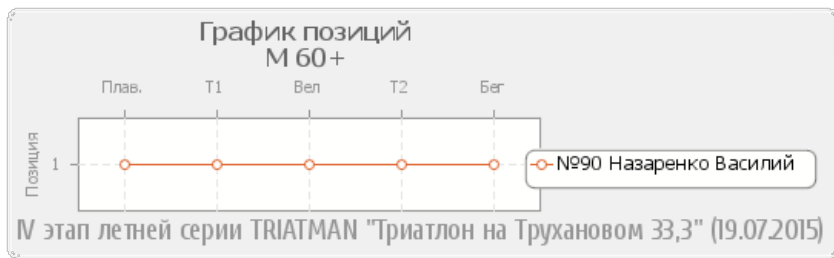 График позиций
М 60+
Плав. Т1 Вел Т2 Бег
Позиция
1
№90 Назаренко Василий
IV этап летней серии TRIATMAN "Триатлон на Трухановом 33,3" (19.07.2015)